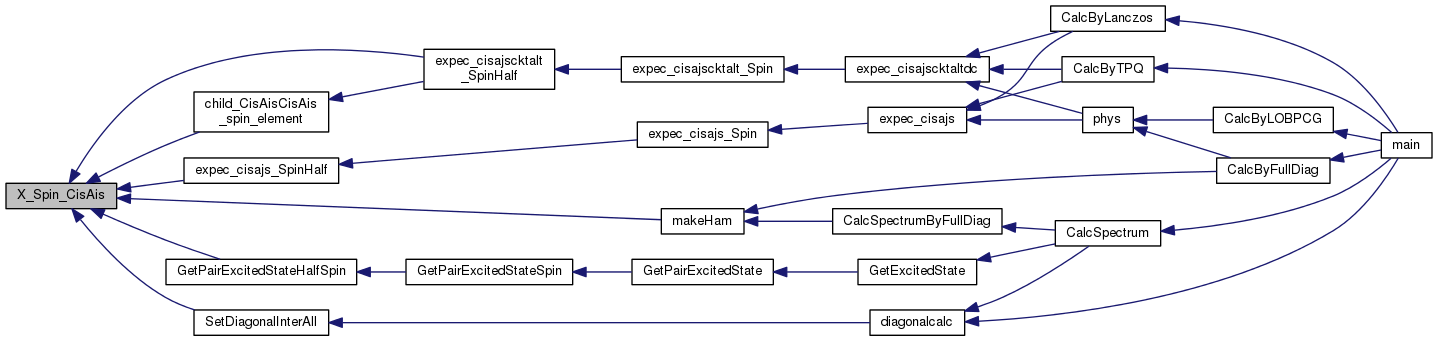 X_Spin_CisAis
expec_cisajscktalt
_SpinHalf
child_CisAisCisAis
_spin_element
expec_cisajs_SpinHalf
GetPairExcitedStateHalfSpin
SetDiagonalInterAll
expec_cisajscktalt_Spin
expec_cisajs_Spin
makeHam
GetPairExcitedStateSpin
GetPairExcitedState
expec_cisajscktaltdc
expec_cisajs
CalcSpectrumByFullDiag
GetExcitedState
diagonalcalc
CalcByLanczos
CalcByTPQ
phys
CalcByLOBPCG
CalcByFullDiag
CalcSpectrum
main